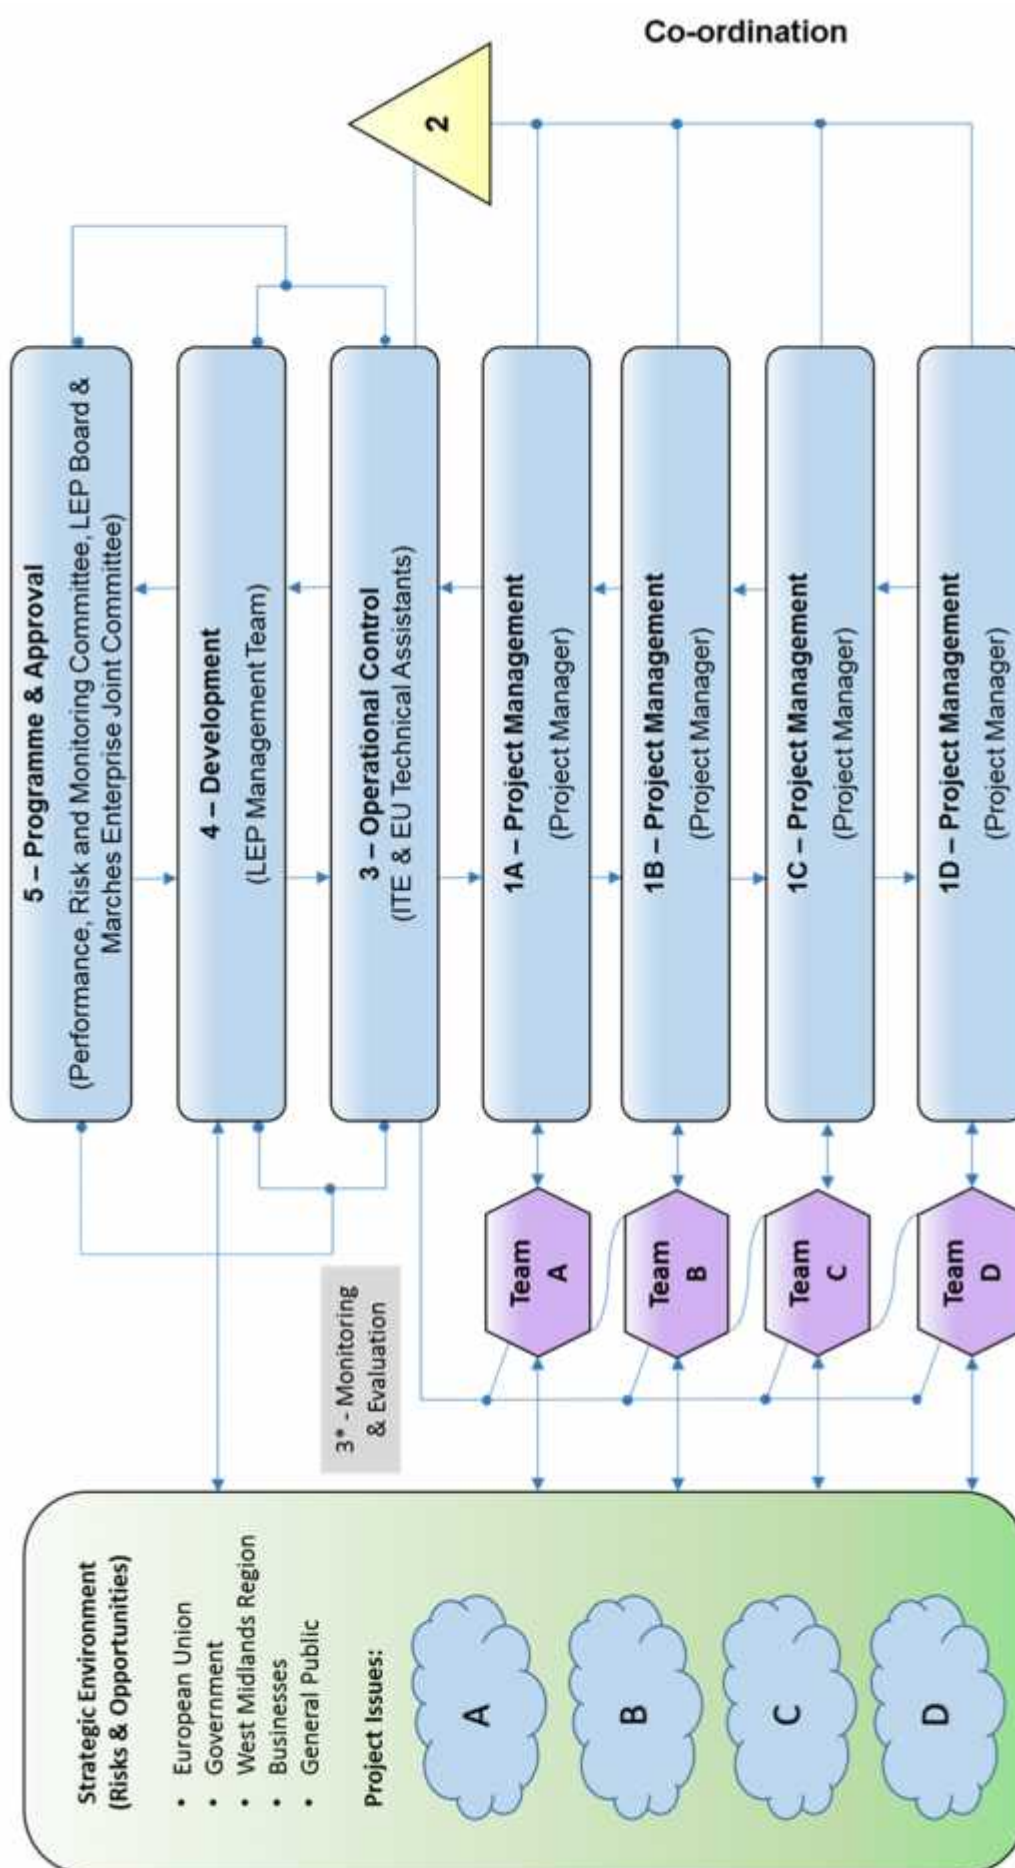 Strategic Environment
(Risks & Opportunities)
• European Union
• Government
• West Midlands Region
• Businesses
• General Public
Project Issues:
A
B
C
D
3* - Monitoring
& Evaluation
Team
A
Team
B
Team
C
Team
D
5 – Programme & Approval
(Performance, Risk and Monitoring Committee, LEP Board &
Marches Enterprise Joint Committee)
4 – Development
(LEP Management Team)
3 – Operational Control
(ITE & EU Technical Assistants)
1A – Project Management
(Project Manager)
1B – Project Management
(Project Manager)
1C – Project Management
(Project Manager)
1D – Project Management
(Project Manager)
2
Co-ordination